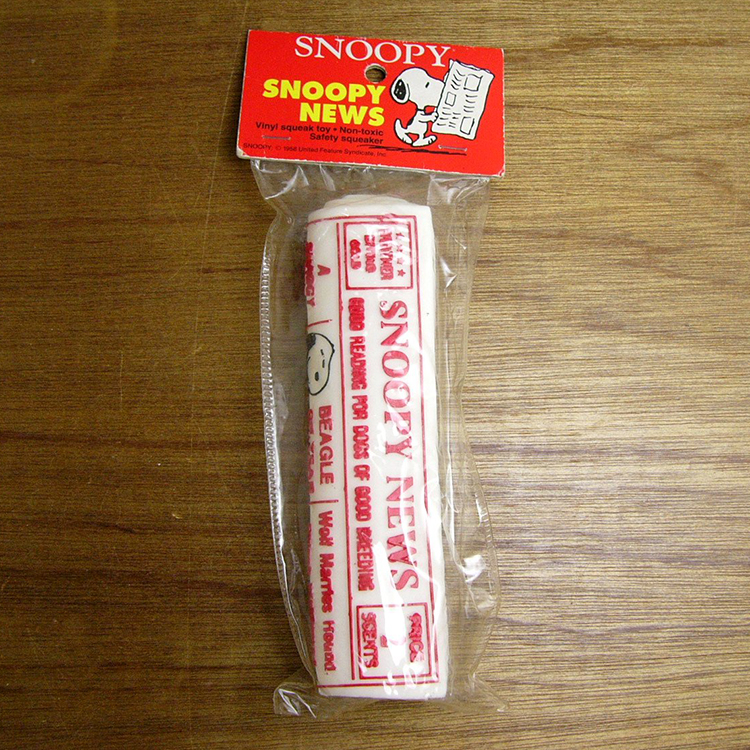 SNOOPY
SNOOPY
NEWS
Vinyl squeak toy • Non-toxic
Safety squeaker
SNOOPY: © 1958 United Feature Syndicate, Inc.
SNOOPY NEWS
GOOD READING FOR DOGS OF GOOD BREEDING
PRICE
SCENTS
A
BEAGLE
Wolf Marries Hound